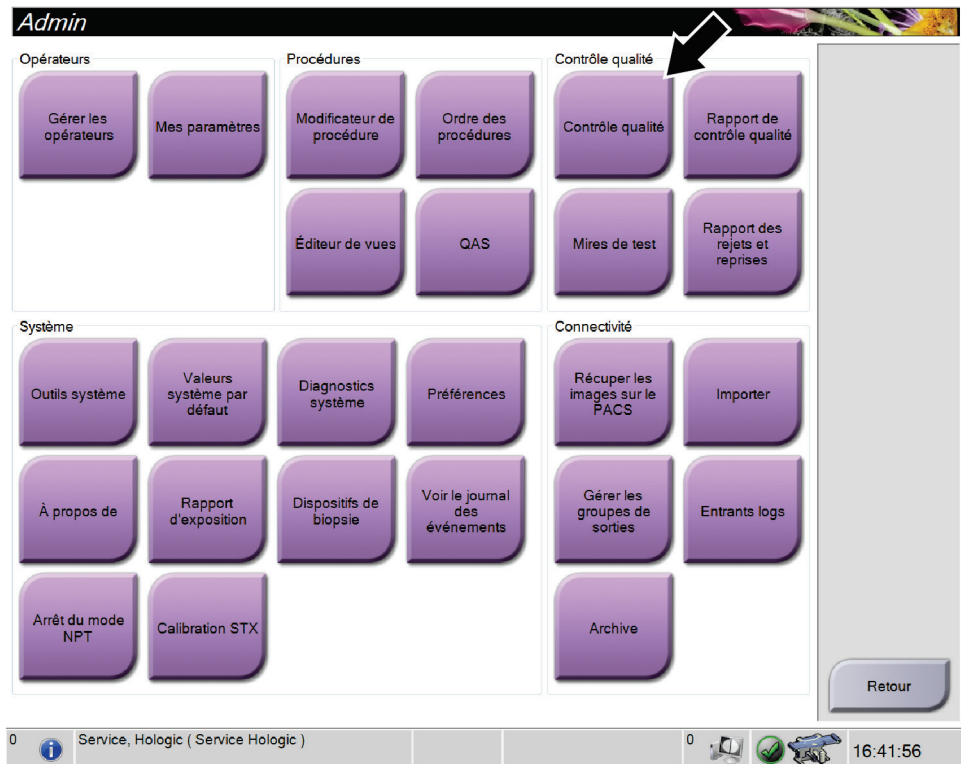 Admin
Opérateurs
Gérer les
opérateurs
Mes paramètres
Procédures
Modificateur de
procédure
Ordre des
procédures
Éditeur de vues
QAS
Contrôle qualité
Contrôle qualité
Rapport de
contrôle qualité
Mires de test
Rapport des
rejets et
reprises
Système
Outils système
Valeurs
système par
défaut
Diagnostics
système
Préférences
À propos de
Rapport
d'exposition
Dispositifs de
biopsie
Voir le journal
des
événements
Arrêt du mode
NPT
Calibration STX
Connectivité
Récuper les
images sur le
PACS
Importer
Gérer les
groupes de
sorties
Entrants logs
Archive
Retour
0
Service, Hologic ( Service Hologic )
0
16:41:56